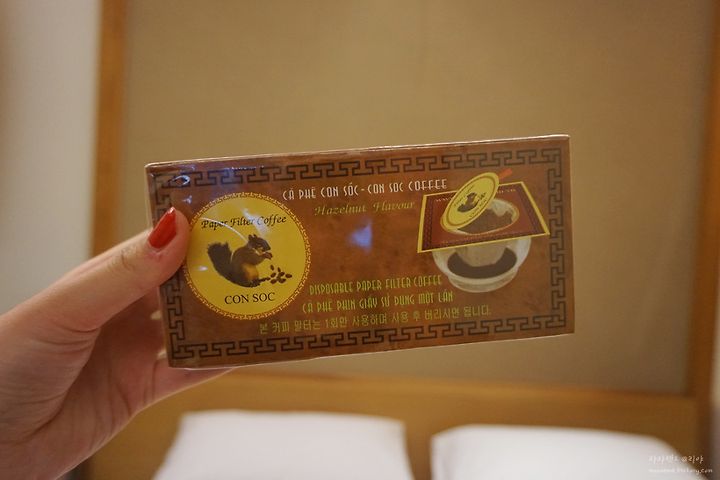 CÀ PHÊ CON SÓC - CON SOC COFFEE
Hazelnut Flavour
Paper Filter Coffee
CON SOC
DISPOSABLE PAPER FILTER COFFEE
CÀ PHÊ PHIN GIẤY SỬ DỤNG MỘT LẦN
본 커피 필터는 1회만 사용하며 사용 후 버리시면 됩니다.